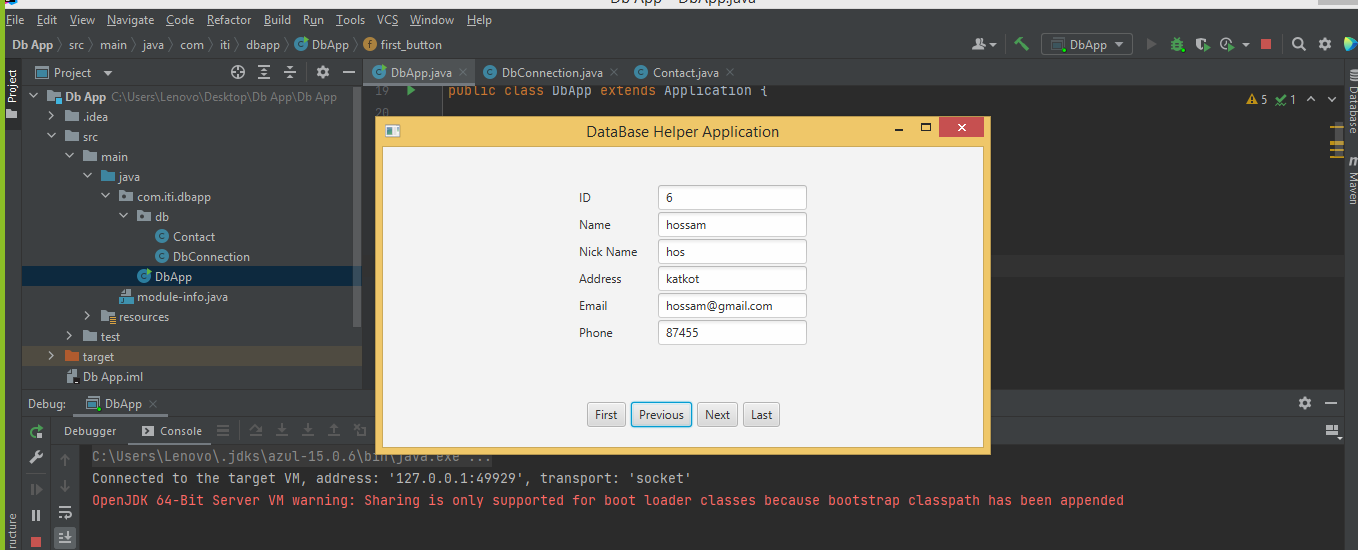 Db App - DbApp.java
File Edit View Navigate Code Refactor Build Run Tools VCS Window Help
Db App src main java com iti dbapp DbApp first_button
DbApp
Project
Project
DbApp.java DbConnection.java Contact.java
Db App C:\Users\Lenovo\Desktop\Db App\Db App
.idea
src
main
java
com.iti.dbapp
db
Contact
DbConnection
DbApp
module-info.java
resources
test
target
Db App.iml
19 public class DbApp extends Application {
20
5 1
Database
Maven
DataBase Helper Application
ID 6
Name hossam
Nick Name hos
Address katkot
Email hossam@gmail.com
Phone 87455
First Previous Next Last
Debug: DbApp
Debugger Console
C:\Users\Lenovo\.jdks\azul-15.0.6\bin\java.exe ...
Connected to the target VM, address: '127.0.0.1:49929', transport: 'socket'
OpenJDK 64-Bit Server VM warning: Sharing is only supported for boot loader classes because bootstrap classpath has been appended
ructure